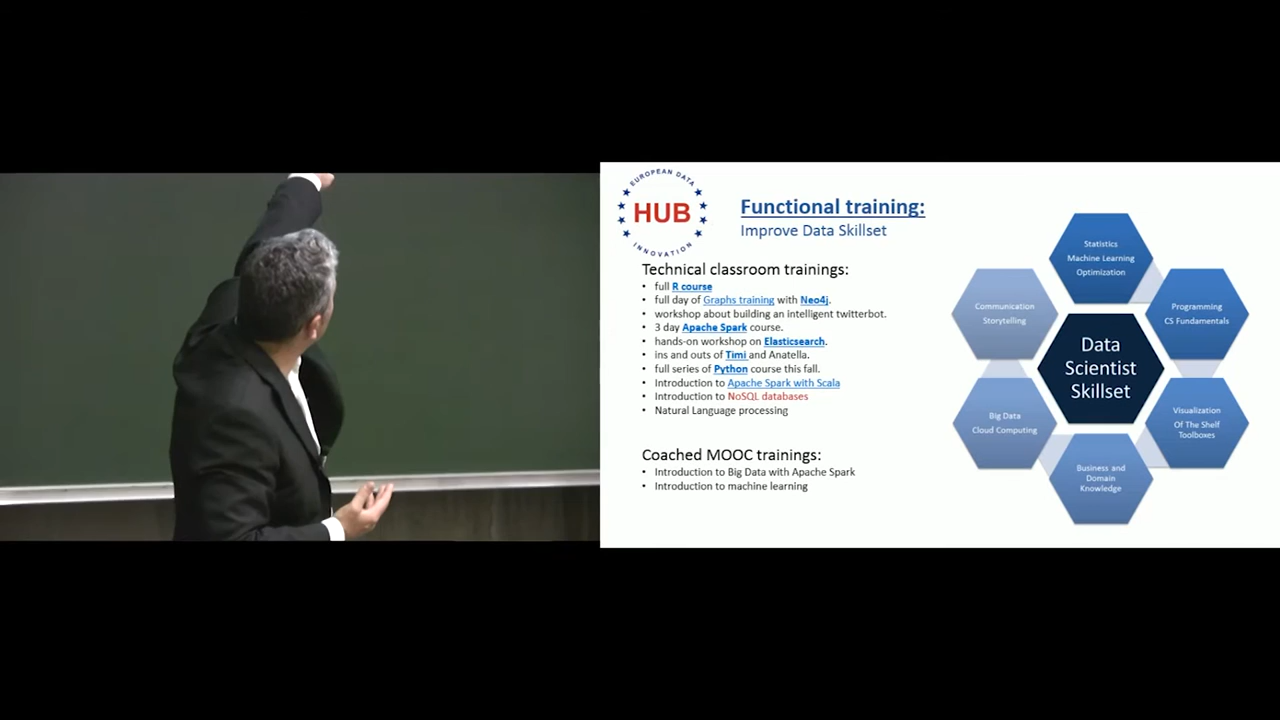 EUROPEAN DATA
HUB
INNOVATION
Functional training:
Improve Data Skillset
Technical classroom trainings:
• full R course
• full day of Graphs training with Neo4j.
• workshop about building an intelligent twitterbot.
• 3 day Apache Spark course.
• hands-on workshop on Elasticsearch.
• ins and outs of Timi and Anatella.
• full series of Python course this fall.
• Introduction to Apache Spark with Scala
• Introduction to NoSQL databases
• Natural Language processing
Coached MOOC trainings:
• Introduction to Big Data with Apache Spark
• Introduction to machine learning
Statistics
Machine Learning
Optimization
Programming
CS Fundamentals
Visualization
Of The Shelf
Toolboxes
Business and
Domain
Knowledge
Big Data
Cloud Computing
Communication
Storytelling
Data
Scientist
Skillset